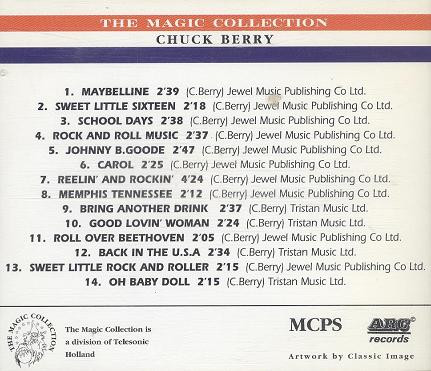 THE MAGIC COLLECTION
CHUCK BERRY
1. MAYBELLINE 2'39 (C.Berry) Jewel Music Publishing Co Ltd.
2. SWEET LITTLE SIXTEEN 2'18 (C.Berry) Jewel Music Publishing Co Ltd.
3. SCHOOL DAYS 2'38 (C.Berry) Jewel Music Publishing Co Ltd.
4. ROCK AND ROLL MUSIC 2'37 (C.Berry) Jewel Music Publishing Co Ltd.
5. JOHNNY B.GOODE 2'47 (C.Berry) Jewel Music Publishing Co Ltd.
6. CAROL 2'25 (C.Berry) Jewel Music Publishing Co Ltd.
7. REELIN' AND ROCKIN' 4'24 (C.Berry) Jewel Music Publishing Co Ltd.
8. MEMPHIS TENNESSEE 2'12 (C.Berry) Jewel Music Publishing Co Ltd.
9. BRING ANOTHER DRINK 2'37 (C.Berry) Tristan Music Ltd.
10. GOOD LOVIN' WOMAN 2'24 (C.Berry) Tristan Music Ltd.
11. ROLL OVER BEETHOVEN 2'05 (C.Berry) Jewel Music Publishing Co Ltd.
12. BACK IN THE U.S.A 2'34 (C.Berry) Tristan Music Ltd.
13. SWEET LITTLE ROCK AND ROLLER 2'15 (C.Berry) Jewel Music Publishing Co Ltd.
14. OH BABY DOLL 2'15 (C.Berry) Tristan Music Ltd.
THE MAGIC COLLECTION
The Magic Collection is
a division of Telesonic
Holland
MCPS
ARC©
records
Artwork by Classic Image